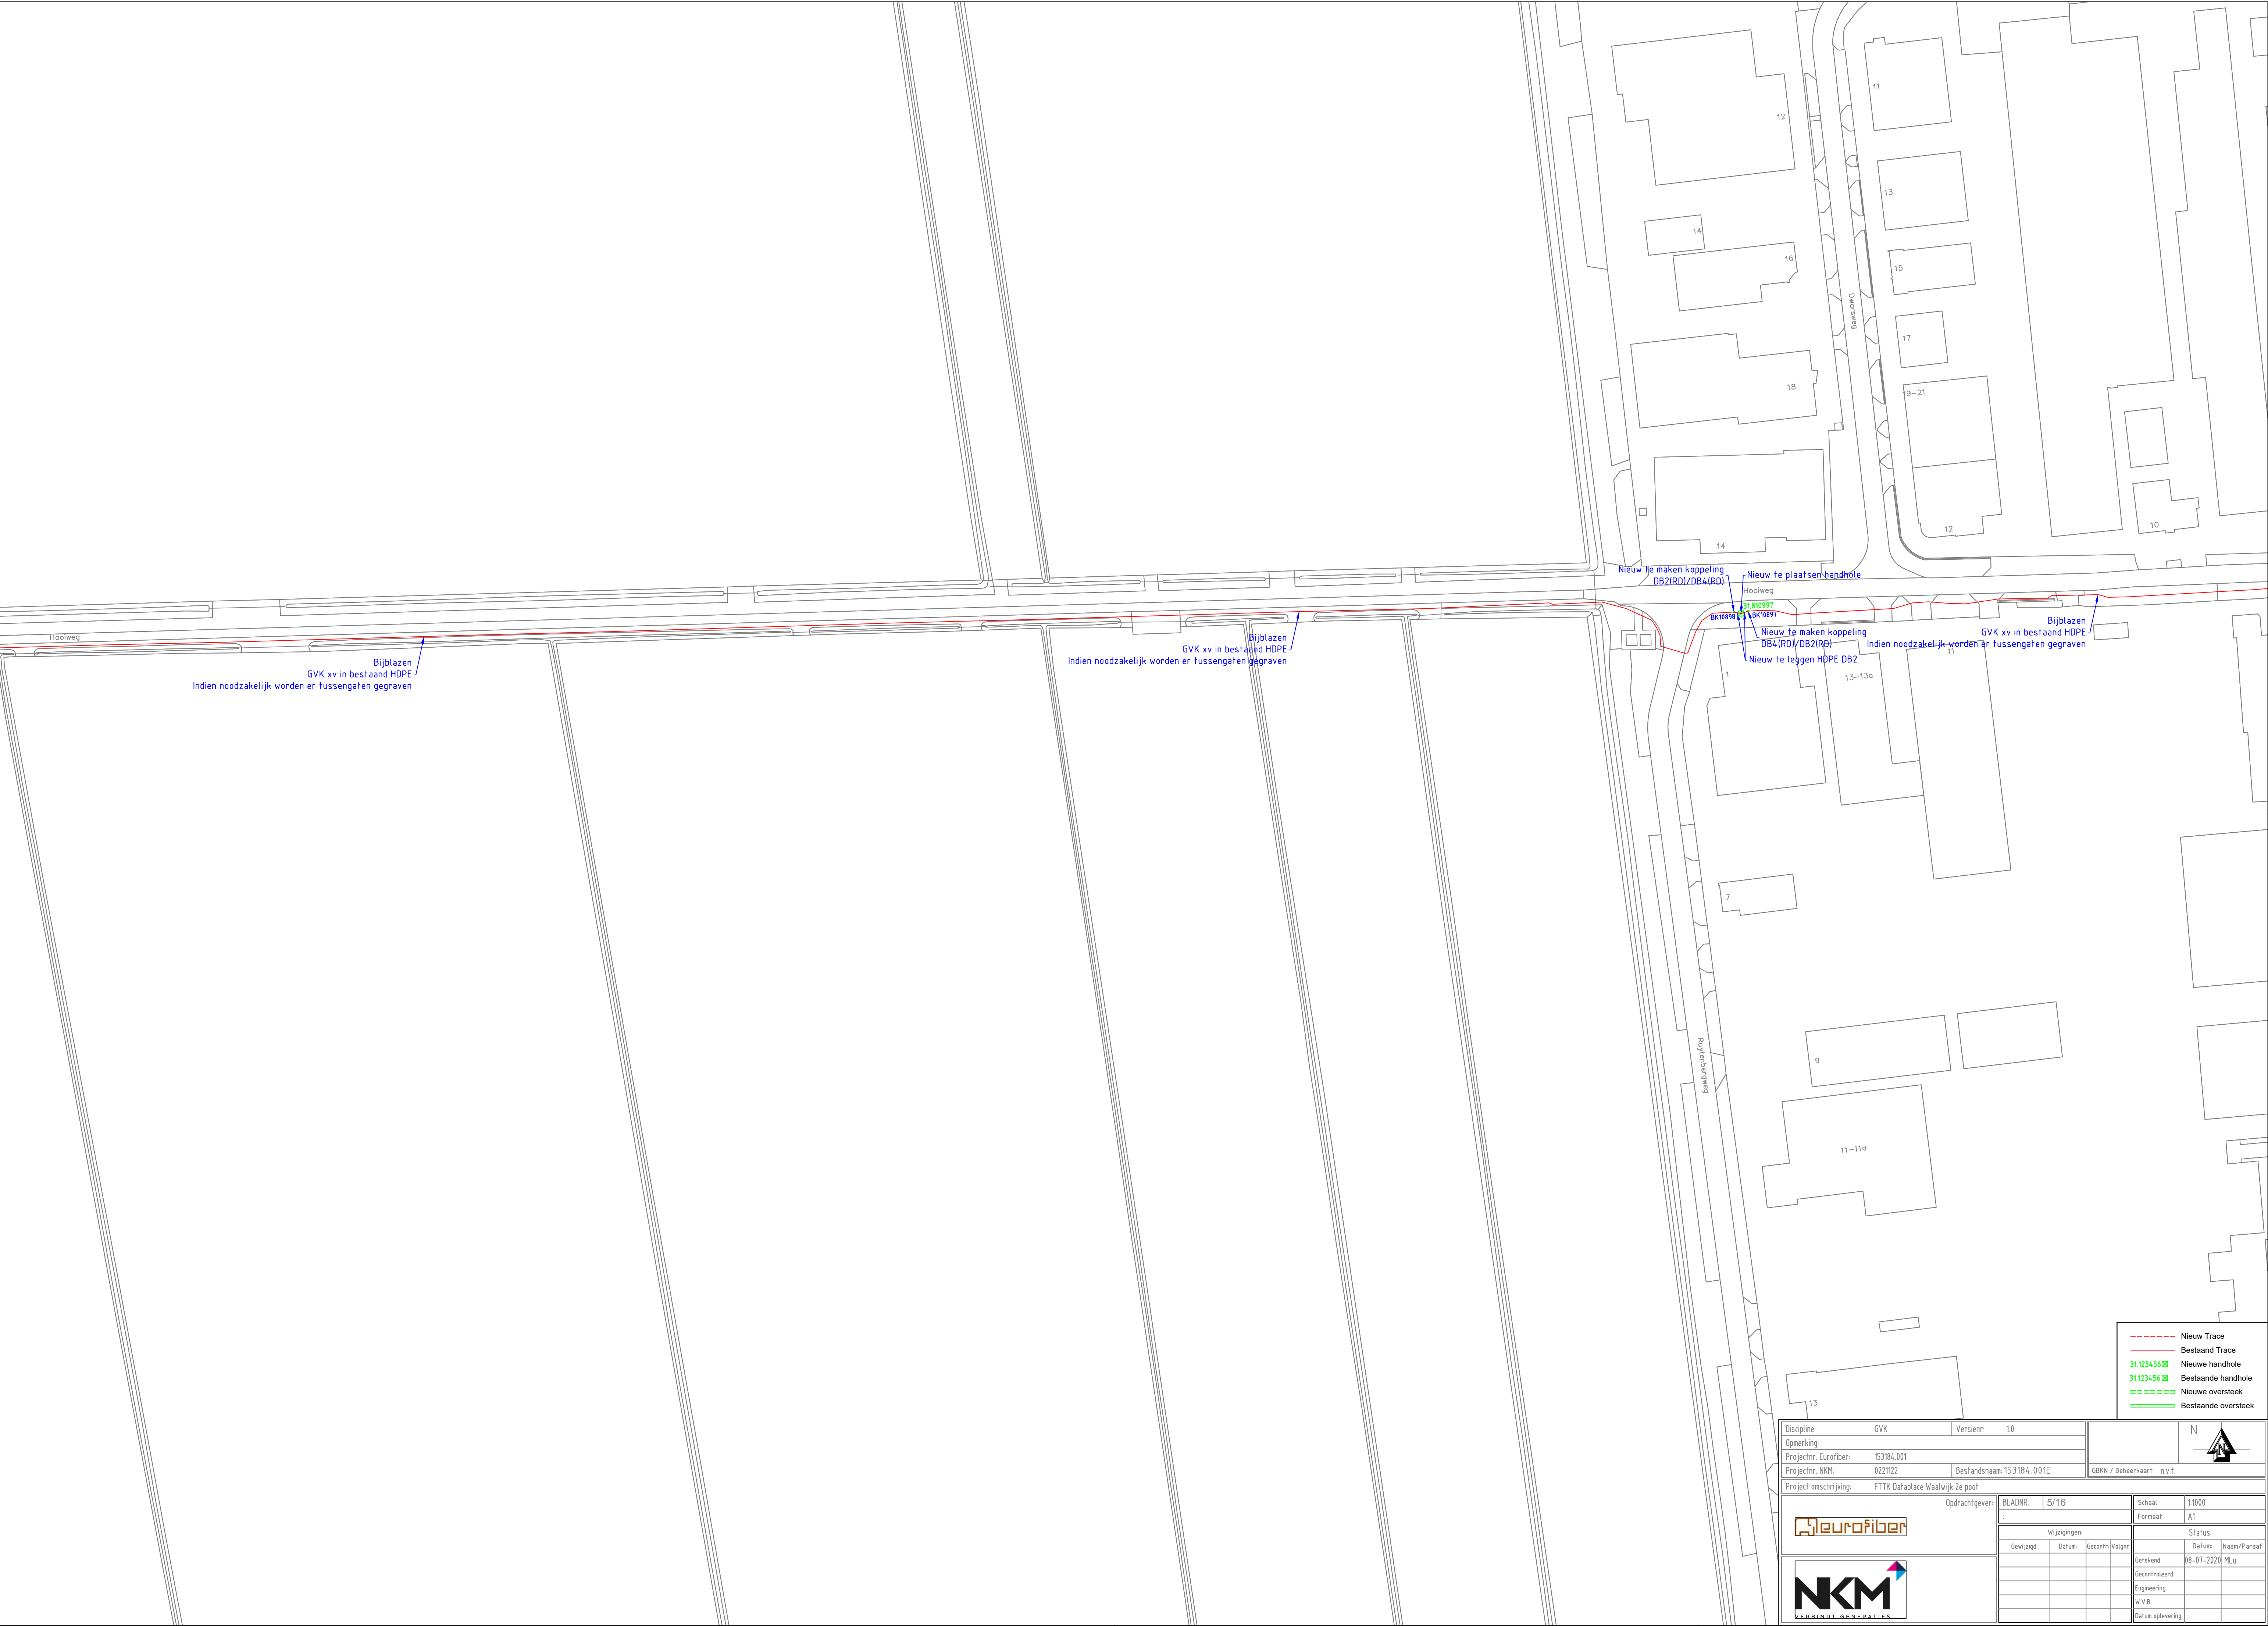 11
12
13
14
16
15
Dwarsweg
17
18
19-21
12
10
14
Nieuw te maken koppeling
DB2(RD)/DB4(RD)
Nieuw te plaatsen handhole
Hoolweg
31.810997
BK10898
BK10897
Nieuw te maken koppeling
DB4(RD)/DB2(RD)
Nieuw te leggen HDPE DB2
Bijblazen
GVK xv in bestaand HDPE
Indien noodzakelijk worden er tussengaten gegraven
Hoolweg
Bijblazen
GVK xv in bestaand HDPE
Indien noodzakelijk worden er tussengaten gegraven
Bijblazen
GVK xv in bestaand HDPE
Indien noodzakelijk worden er tussengaten gegraven
1
13-13a
11
7
Ruytenbergweg
9
11-11a
13
Nieuw Trace
Bestaand Trace
31.123456 Nieuwe handhole
31.123456 Bestaande handhole
Nieuwe oversteek
Bestaande oversteek
Discipline: GVK Versienr: 1.0
Opmerking:
Projectnr. Eurofiber: 153184.001
Projectnr. NKM: 0221122 Bestandsnaam: 153184.001E
N
N
GBKN / Beheerkaart n.v.t.
Project omschrijving: FTTK Dataplace Waalwijk 2e poot
Opdrachtgever:
eurofiber
BLADNR. 5/16
:
Schaal 1:1000
Formaat A1
Wijzigingen:
Gewijzigd: Datum: Gecontr: Volgnr:
Status
Datum: Naam/Paraaf:
Getekend 08-07-2020 MLu
Gecontroleerd
Engineering
W.V.B.
Datum oplevering
NKM
VERBINDT GENERATIES